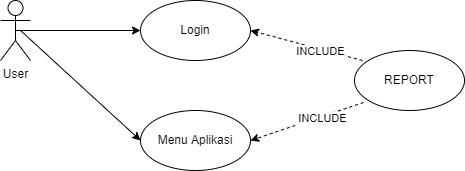 Login
INCLUDE
User
REPORT
INCLUDE
Menu Aplikasi